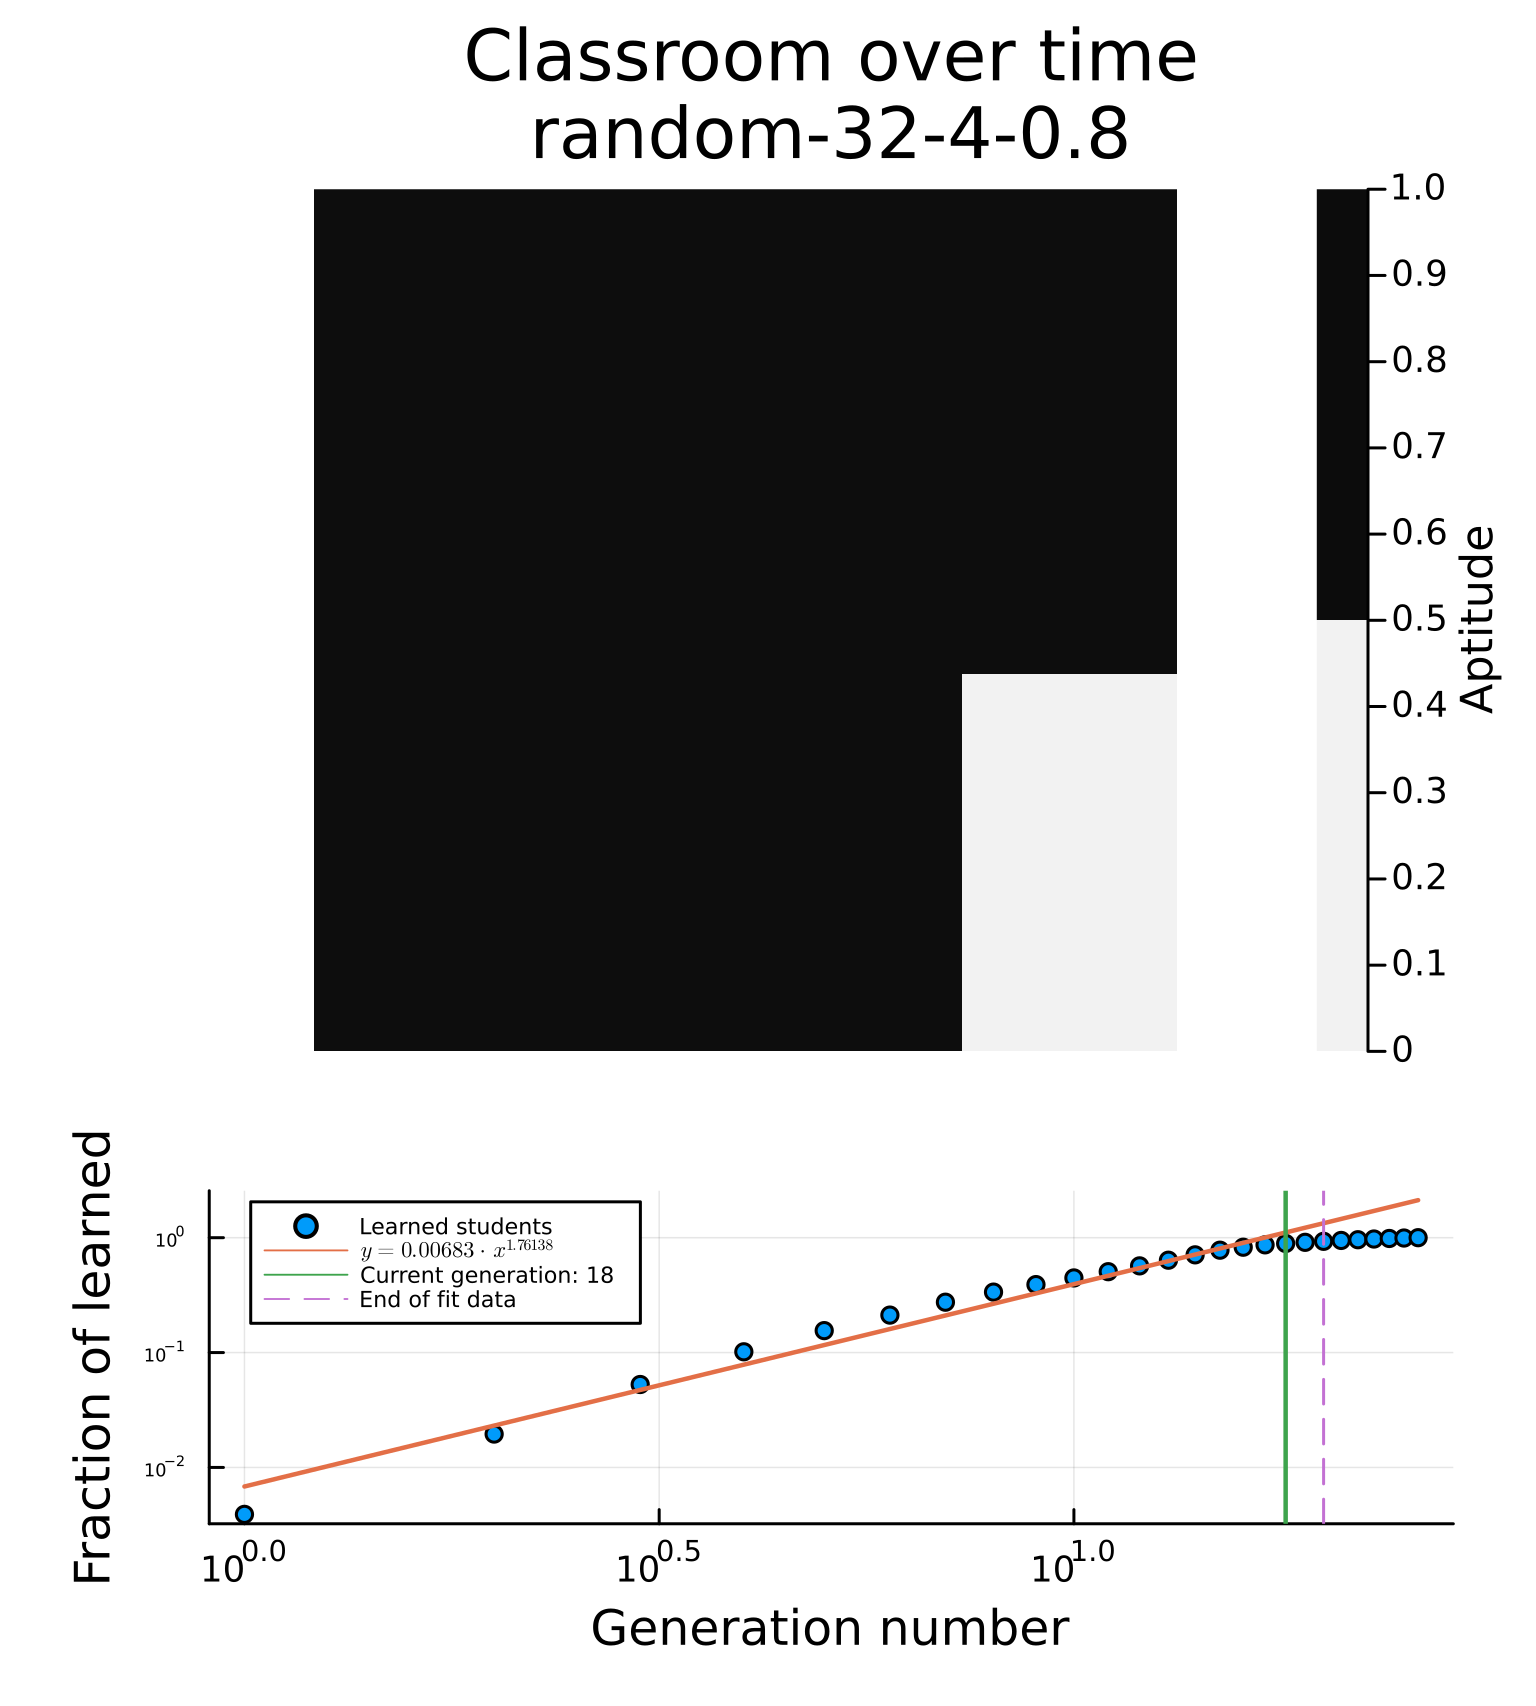 Classroom over time
random-32-4-0.8
1.0
0.9
0.8
0.7
0.6
0.5
0.4
0.3
0.2
0.1
0
Aptitude
Fraction of learned
10⁰
10⁻¹
10⁻²
Learned students
y = 0.00683 · x^1.76138
Current generation: 18
End of fit data
10^0.0
10^0.5
10^1.0
Generation number